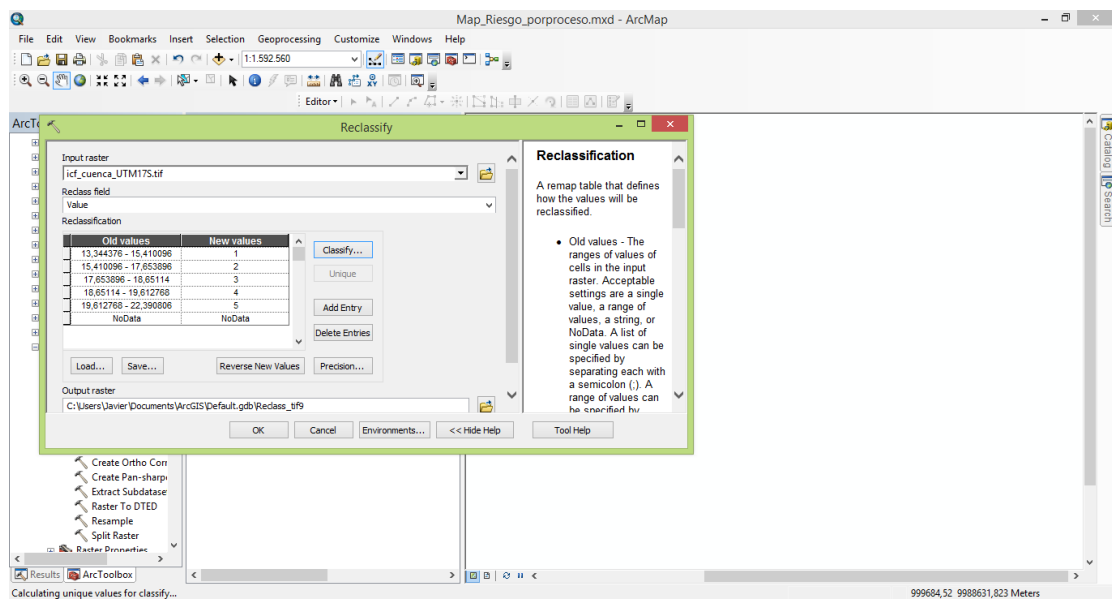 Map_Riesgo_porproceso.mxd - ArcMap
File Edit View Bookmarks Insert Selection Geoprocessing Customize Windows Help
1:1.592.560
Editor
Reclassify
Input raster
icf_cuenca_UTM17S.tif
Reclass field
Value
Reclassification
Old values New values
13,344376 - 15,410096 1
15,410096 - 17,653896 2
17,653896 - 18,65114 3
18,65114 - 19,612768 4
19,612768 - 22,390806 5
NoData NoData
Classify...
Unique
Add Entry
Delete Entries
Load... Save... Reverse New Values Precision...
Output raster
C:\Users\Javier\Documents\ArcGIS\Default.gdb\Reclass_tif9
OK Cancel Environments... << Hide Help Tool Help
Reclassification
A remap table that defines
how the values will be
reclassified.
• Old values - The
ranges of values of
cells in the input
raster. Acceptable
settings are a single
value, a range of
values, a string, or
NoData. A list of
single values can be
specified by
separating each with
a semicolon (;). A
range of values can
be specified by
Catalog
Search
Create Ortho Corr
Create Pan-sharp
Extract Subdatase
Raster To DTED
Resample
Split Raster
Raster Properties
Results ArcToolbox
Calculating unique values for classify...
999684,52 9988631,823 Meters